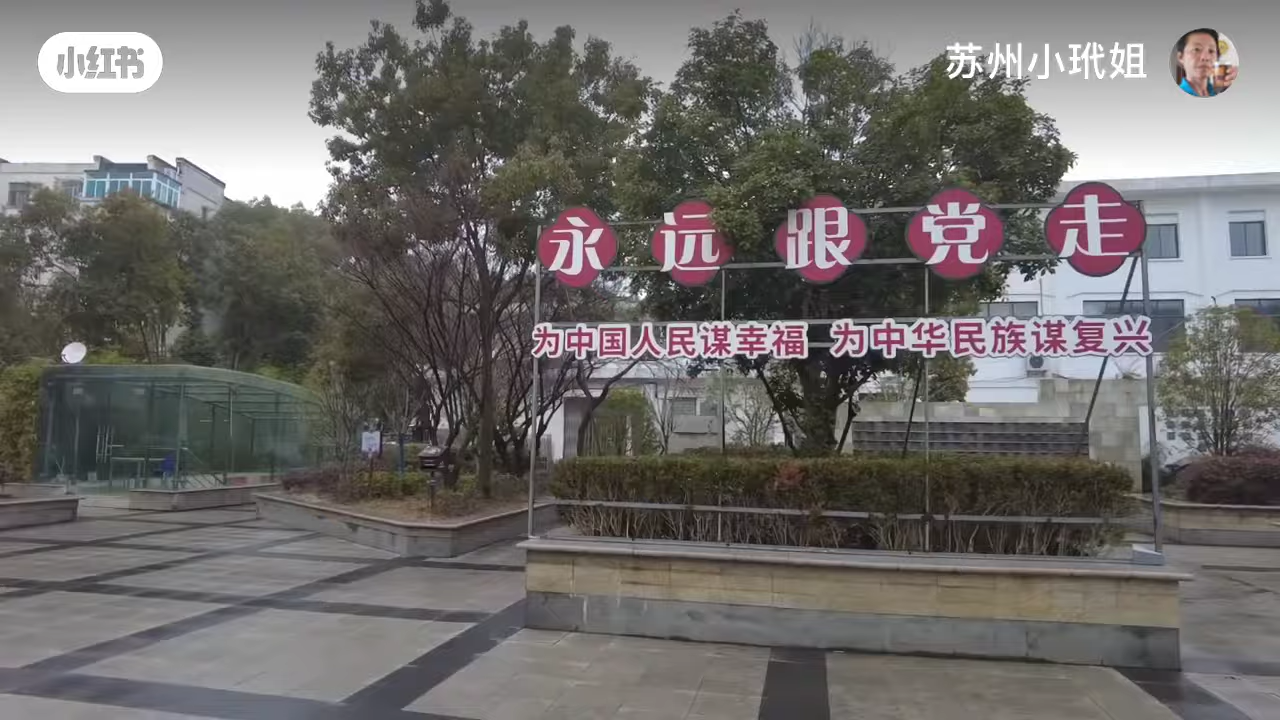 小红书
苏州小玳姐
永远跟党走
为中国人民谋幸福 为中华民族谋复兴